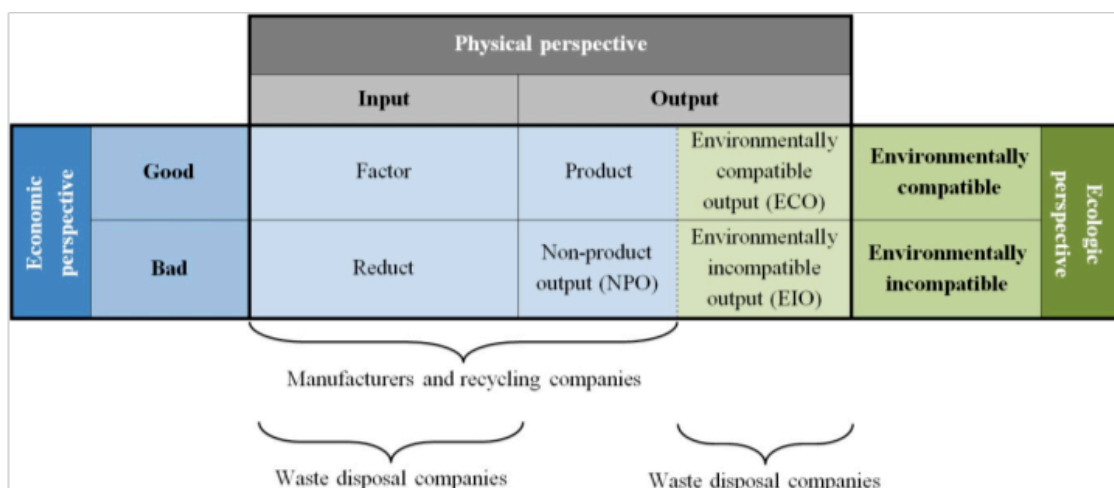 Physical perspective
Input
Output
Economic
perspective
Good
Factor
Product
Environmentally
compatible
output (ECO)
Environmentally
compatible
Ecologic
perspective
Bad
Reduct
Non-product
output (NPO)
Environmentally
incompatible
output (EIO)
Environmentally
incompatible
Manufacturers and recycling companies
Waste disposal companies
Waste disposal companies